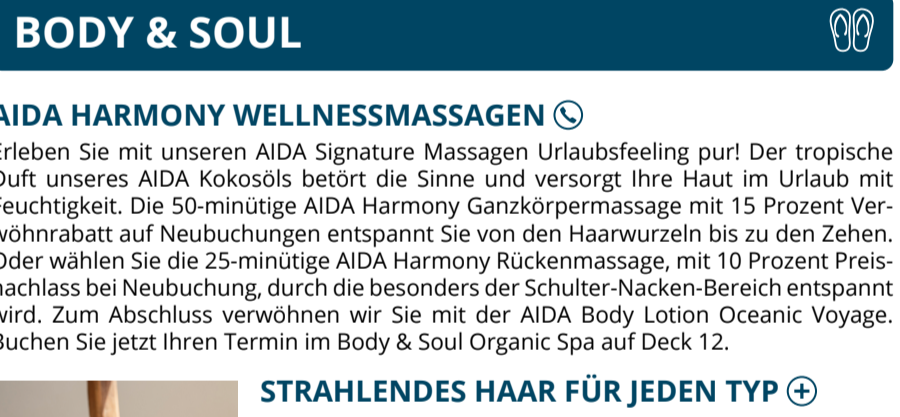 BODY & SOUL
AIDA HARMONY WELLNESSMASSAGEN
Erleben Sie mit unseren AIDA Signature Massagen Urlaubsfeeling pur! Der tropische
Duft unseres AIDA Kokosöls betört die Sinne und versorgt Ihre Haut im Urlaub mit
Feuchtigkeit. Die 50-minütige AIDA Harmony Ganzkörpermassage mit 15 Prozent Ver-
wöhnrabatt auf Neubuchungen entspannt Sie von den Haarwurzeln bis zu den Zehen.
Oder wählen Sie die 25-minütige AIDA Harmony Rückenmassage, mit 10 Prozent Preis-
nachlass bei Neubuchung, durch die besonders der Schulter-Nacken-Bereich entspannt
wird. Zum Abschluss verwöhnen wir Sie mit der AIDA Body Lotion Oceanic Voyage.
Buchen Sie jetzt Ihren Termin im Body & Soul Organic Spa auf Deck 12.
STRAHLENDES HAAR FÜR JEDEN TYP